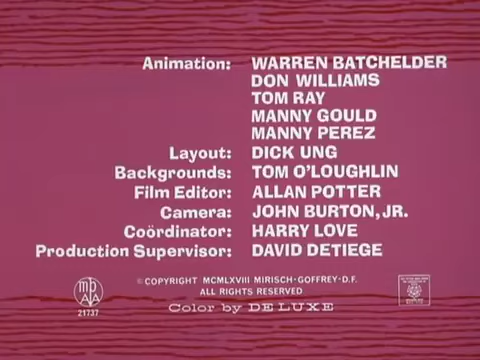 Animation: WARREN BATCHELDER
DON WILLIAMS
TOM RAY
MANNY GOULD
MANNY PEREZ
Layout: DICK UNG
Backgrounds: TOM O'LOUGHLIN
Film Editor: ALLAN POTTER
Camera: JOHN BURTON, JR.
Coördinator: HARRY LOVE
Production Supervisor: DAVID DETIEGE
© COPYRIGHT MCMLXVIII MIRISCH-GOFFREY-D.F.
ALL RIGHTS RESERVED
Color by DE LUXE
mpAA
21737